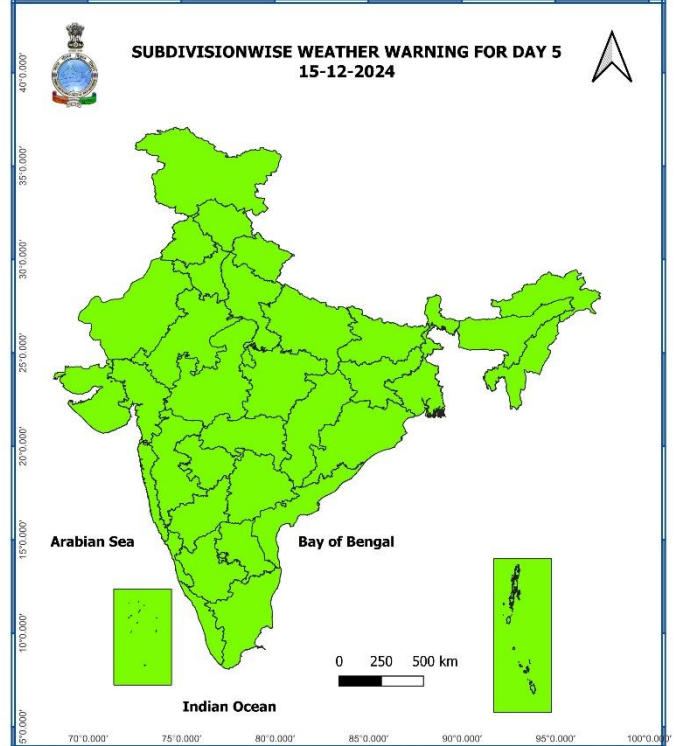 SUBDIVISIONWISE WEATHER WARNING FOR DAY 5
15-12-2024
40°0.000'
35°0.000'
30°0.000'
25°0.000'
20°0.000'
15°0.000'
10°0.000'
5°0.000'
Arabian Sea
Bay of Bengal
0 250 500 km
Indian Ocean
70°0.000' 75°0.000' 80°0.000' 85°0.000' 90°0.000' 95°0.000' 100°0.000'